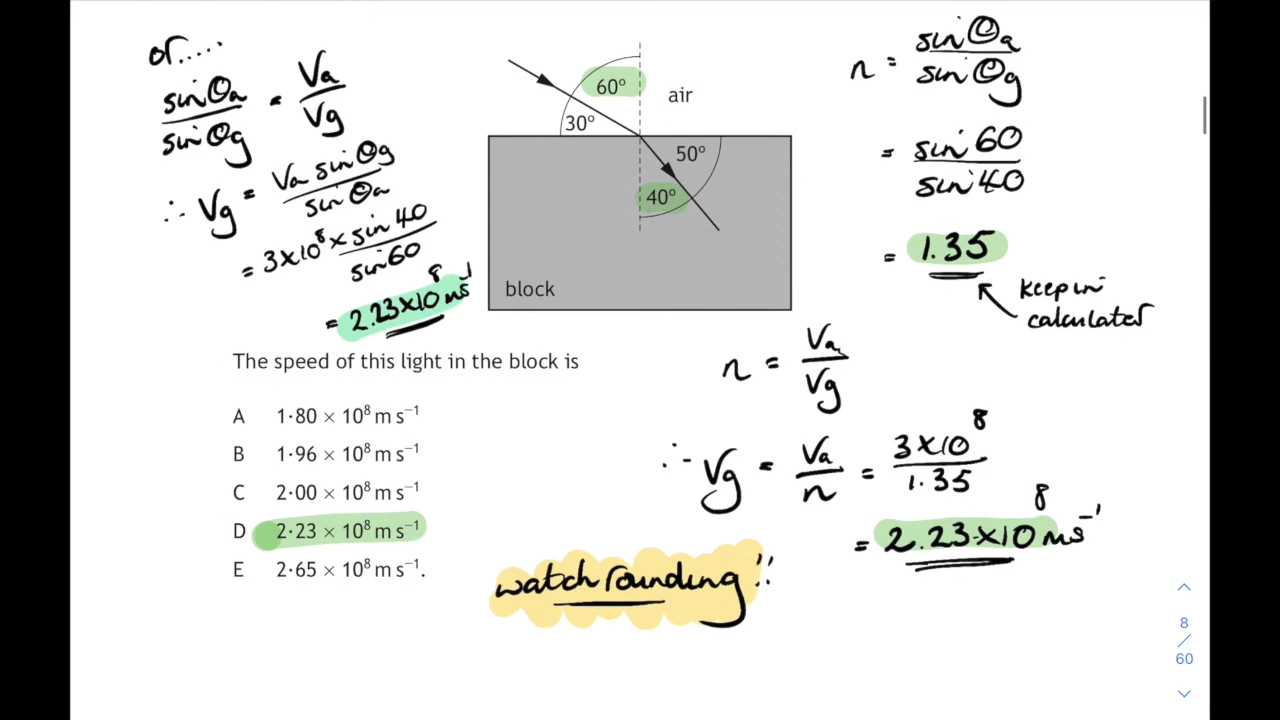 or.....
sinθa / sinθg = Va / Vg
∴ Vg = Va sinθg / sinθa
= 3×10⁸ × sin 40 / sin 60
= 2.23×10⁸ ms⁻¹
60°
air
30°
50°
40°
block
n = sinθa / sinθg
= sin 60 / sin 40
= 1.35
keep in
calculater
The speed of this light in the block is
A 1·80 × 10⁸ m s⁻¹
B 1·96 × 10⁸ m s⁻¹
C 2·00 × 10⁸ m s⁻¹
D 2·23 × 10⁸ m s⁻¹
E 2·65 × 10⁸ m s⁻¹.
n = Va / Vg
∴ Vg = Va / n = 3×10⁸ / 1.35
= 2.23×10⁸ ms⁻¹
watch rounding!!
8
/
60